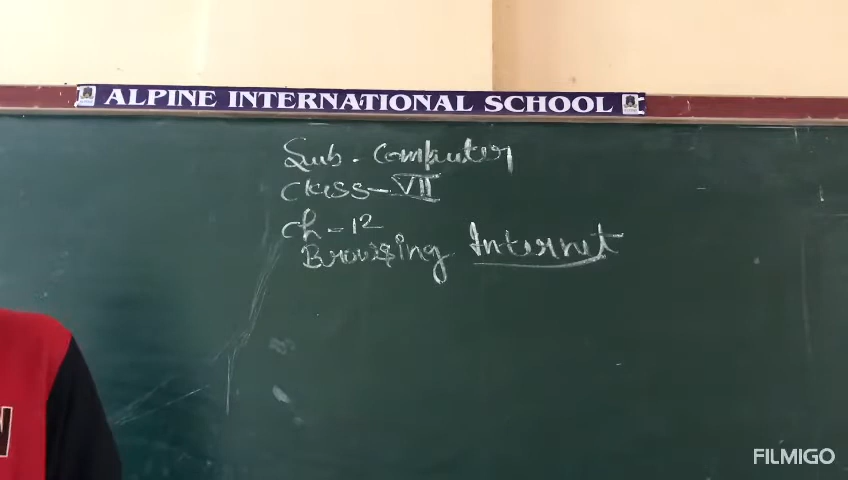 ALPINE INTERNATIONAL SCHOOL
Sub - Computer
Class - VII
Ch - 12
Browsing Internet
FILMIGO